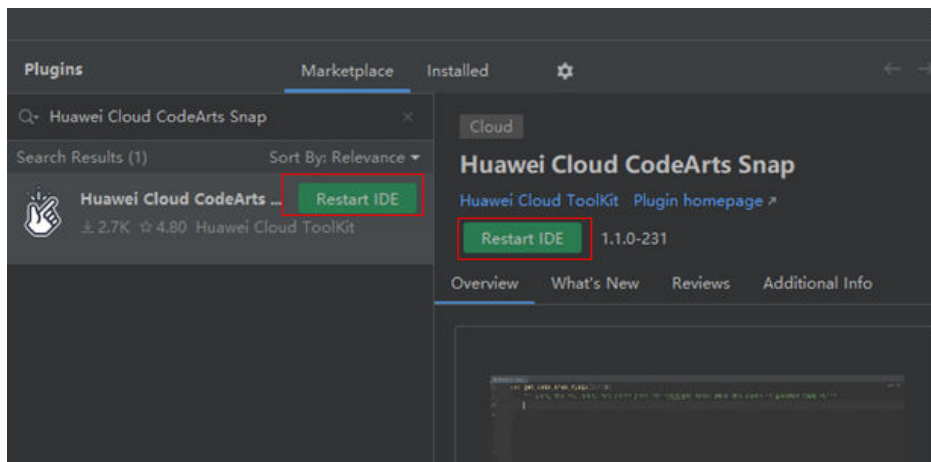 Plugins Marketplace Installed
Huawei Cloud CodeArts Snap
Search Results (1) Sort By: Relevance
Huawei Cloud CodeArts ... Restart IDE
2.7K 4.80 Huawei Cloud ToolKit
Cloud
Huawei Cloud CodeArts Snap
Huawei Cloud ToolKit Plugin homepage
Restart IDE 1.1.0-231
Overview What's New Reviews Additional Info